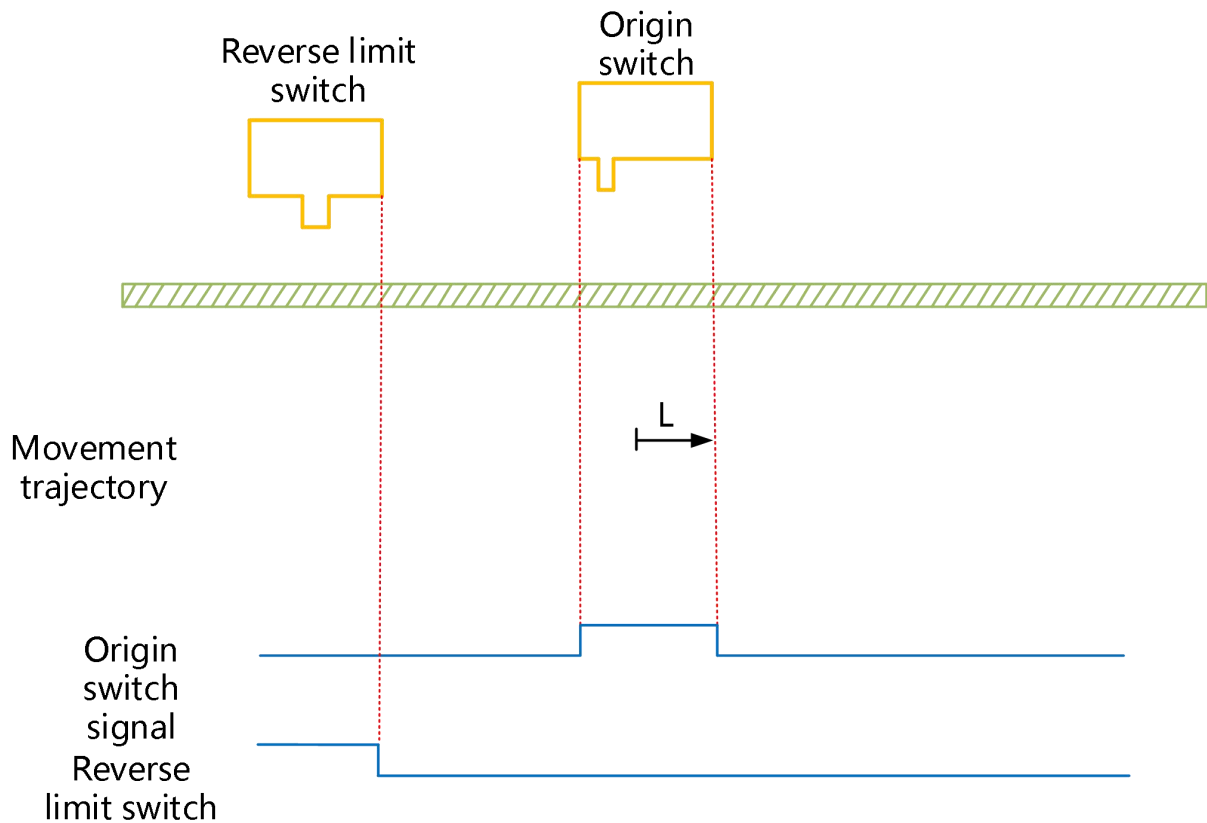 Reverse limit
switch
Origin
switch
L
Movement
trajectory
Origin
switch
signal
Reverse
limit switch